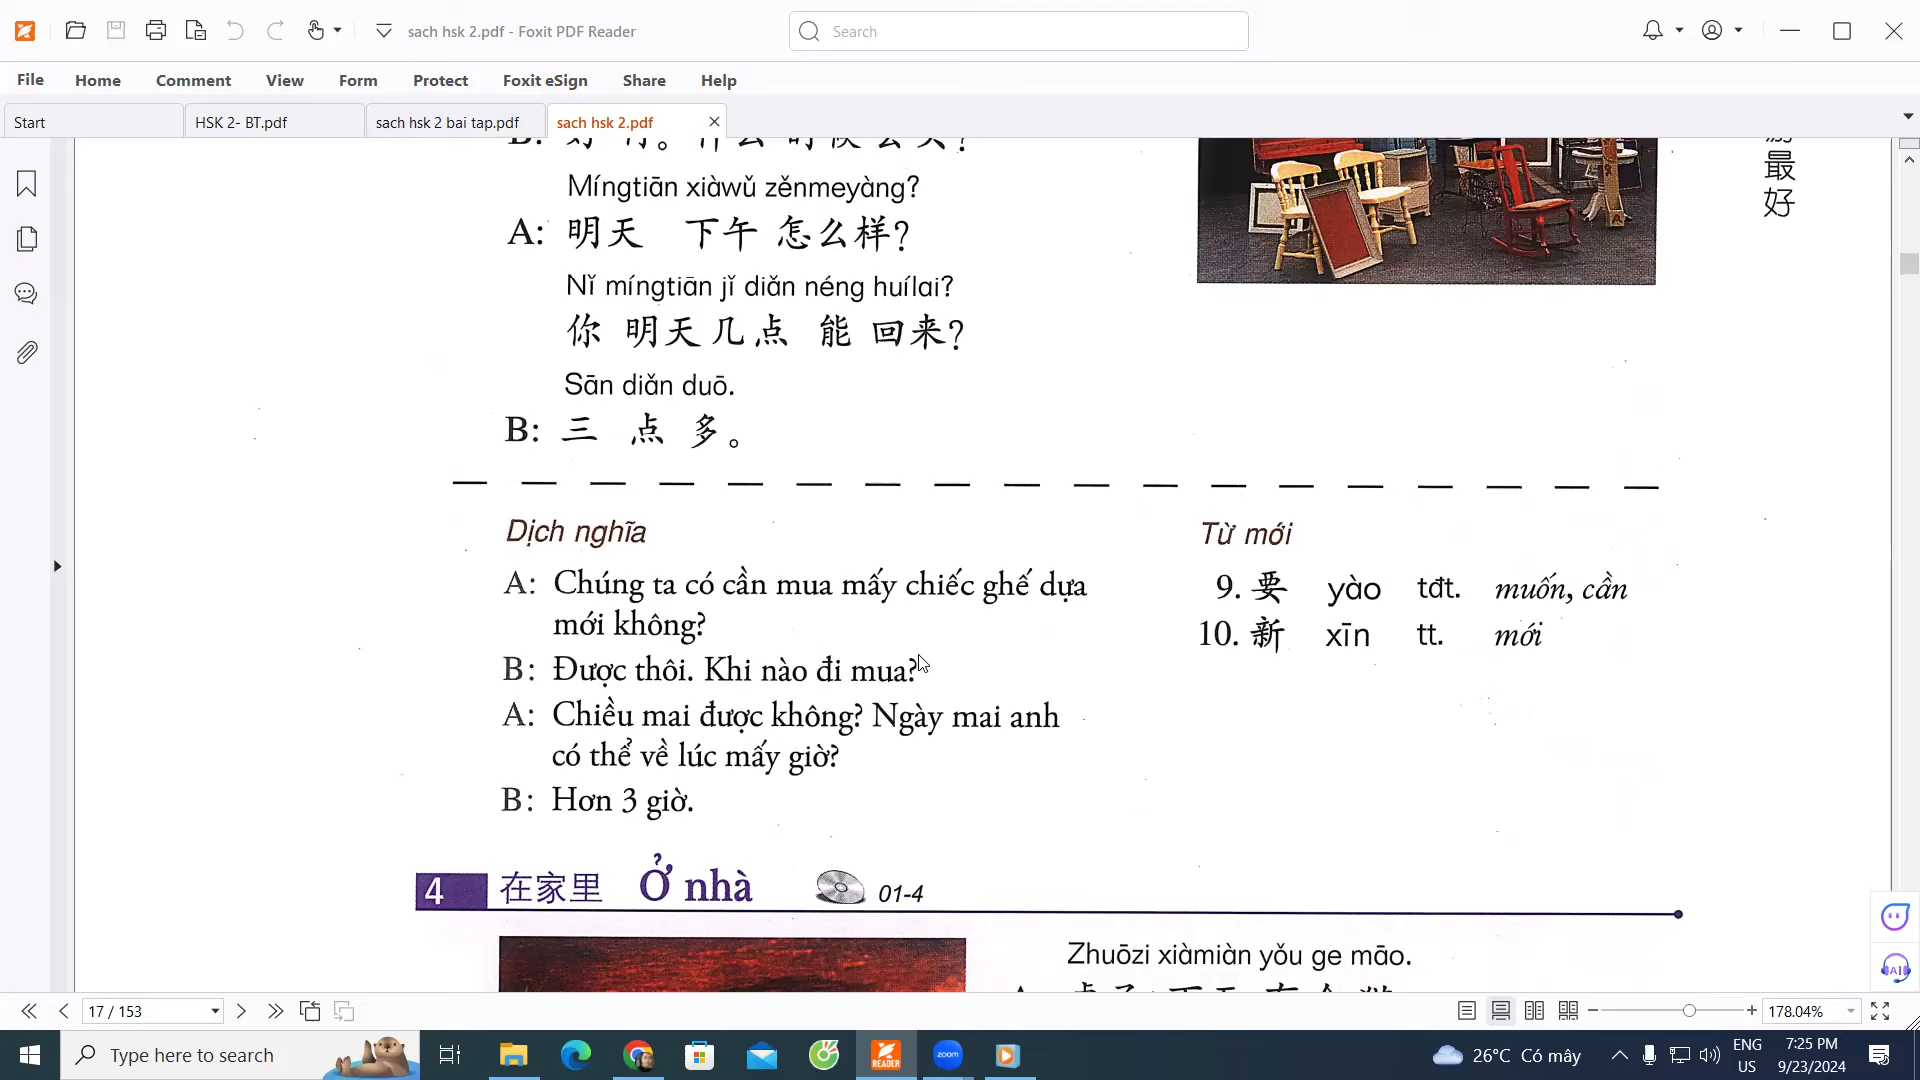 sach hsk 2.pdf - Foxit PDF Reader
Search
File Home Comment View Form Protect Foxit eSign Share Help
Start
HSK 2- BT.pdf
sach hsk 2 bai tap.pdf
sach hsk 2.pdf
最
好
Míngtiān xiàwǔ zěnmeyàng?
A: 明天 下午 怎么样?
Nǐ míngtiān jǐ diǎn néng huílai?
你 明天 几点 能 回来?
Sān diǎn duō.
B: 三 点 多。
Dịch nghĩa
A: Chúng ta có cần mua mấy chiếc ghế dựa
mới không?
B: Được thôi. Khi nào đi mua?
A: Chiều mai được không? Ngày mai anh
có thể về lúc mấy giờ?
B: Hơn 3 giờ.
Từ mới
9. 要 yào tđt. muốn, cần
10. 新 xīn tt. mới
4 在家里 Ở nhà 01-4
Zhuōzi xiàmiàn yǒu ge māo.
17 / 153
178.04%
Type here to search
READER
zoom
26°C Có mây
ENG
US
7:25 PM
9/23/2024
AI